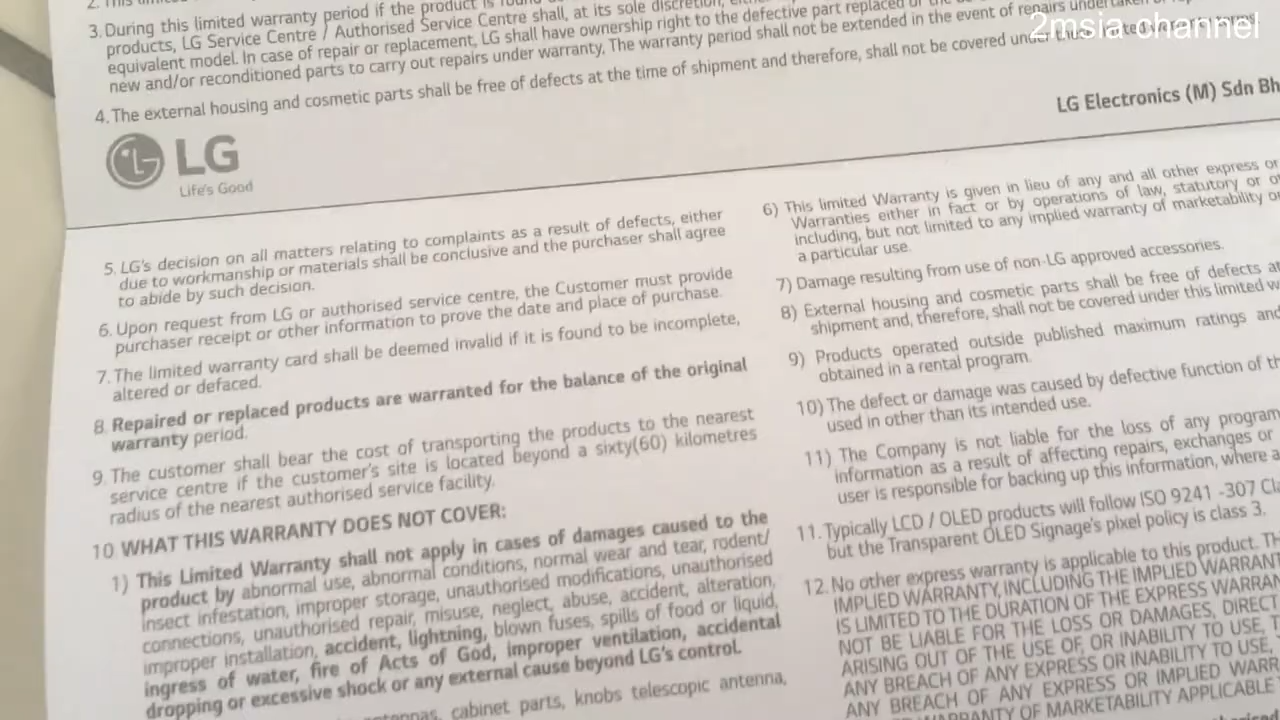 2. This
3. During this limited warranty period if the product is found
products, LG Service Centre / Authorised Service Centre shall, at its sole discretion,
equivalent model. In case of repair or replacement, LG shall have ownership right to the defective part replaced
new and/or reconditioned parts to carry out repairs under warranty. The warranty period shall not be extended in the event of repairs undertaken
4. The external housing and cosmetic parts shall be free of defects at the time of shipment and therefore, shall not be covered under
2msia channel
LG Electronics (M) Sdn Bh
LG
Life's Good
5. LG's decision on all matters relating to complaints as a result of defects, either
due to workmanship or materials shall be conclusive and the purchaser shall agree
to abide by such decision.
6. Upon request from LG or authorised service centre, the Customer must provide
purchaser receipt or other information to prove the date and place of purchase.
7. The limited warranty card shall be deemed invalid if it is found to be incomplete,
altered or defaced.
8. Repaired or replaced products are warranted for the balance of the original
warranty period.
9. The customer shall bear the cost of transporting the products to the nearest
service centre if the customer's site is located beyond a sixty(60) kilometres
radius of the nearest authorised service facility.
10 WHAT THIS WARRANTY DOES NOT COVER:
1) This Limited Warranty shall not apply in cases of damages caused to the
product by abnormal use, abnormal conditions, normal wear and tear, rodent/
insect infestation, improper storage, unauthorised modifications, unauthorised
connections, unauthorised repair, misuse, neglect, abuse, accident, alteration,
improper installation, accident, lightning, blown fuses, spills of food or liquid,
ingress of water, fire of Acts of God, improper ventilation, accidental
dropping or excessive shock or any external cause beyond LG's control.
cabinet parts, knobs telescopic antenna,
6) This limited Warranty is given in lieu of any and all other express or
Warranties either in fact or by operations of law, statutory or
including, but not limited to any implied warranty of marketability
a particular use.
7) Damage resulting from use of non-LG approved accessories.
8) External housing and cosmetic parts shall be free of defects at
shipment and, therefore, shall not be covered under this limited
9) Products operated outside published maximum ratings and
obtained in a rental program.
10) The defect or damage was caused by defective function of
used in other than its intended use.
11) The Company is not liable for the loss of any program
information as a result of affecting repairs, exchanges or
user is responsible for backing up this information, where
11. Typically LCD / OLED products will follow ISO 9241 -307 Cla
but the Transparent OLED Signage's pixel policy is class 3.
12. No other express warranty is applicable to this product.
IMPLIED WARRANTY, INCLUDING THE IMPLIED WARRANT
IS LIMITED TO THE DURATION OF THE EXPRESS WARRAN
NOT BE LIABLE FOR THE LOSS OR DAMAGES, DIRECT
ARISING OUT OF THE USE OF, OR INABILITY TO USE,
ANY BREACH OF ANY EXPRESS OR INABILITY TO USE,
ANY BREACH OF ANY EXPRESS OR IMPLIED WARR
WARRANTY OF MARKETABILITY APPLICABLE